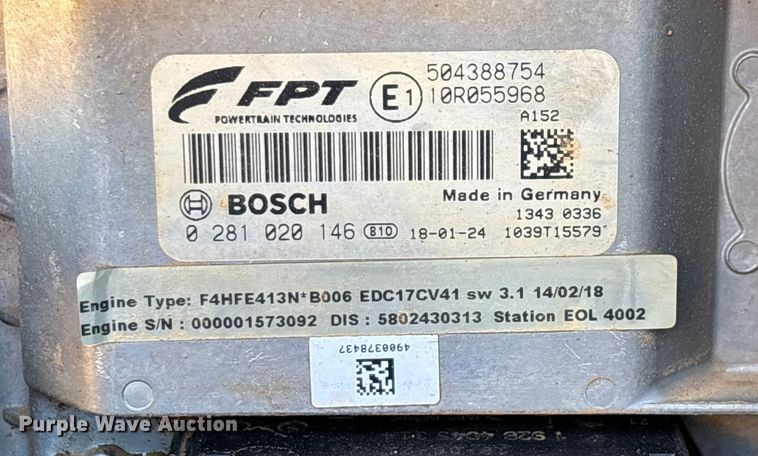 FPT
POWERTRAIN TECHNOLOGIES
E1
504388754
10R055968
A152
BOSCH
Made in Germany
1343 0336
0 281 020 146 810 18-01-24 1039T15579
Engine Type: F4HFE413N*B006 EDC17CV41 sw 3.1 14/02/18
Engine S/N : 000001573092 DIS : 5802430313 Station EOL 4002
4900378437
Purple Wave Auction